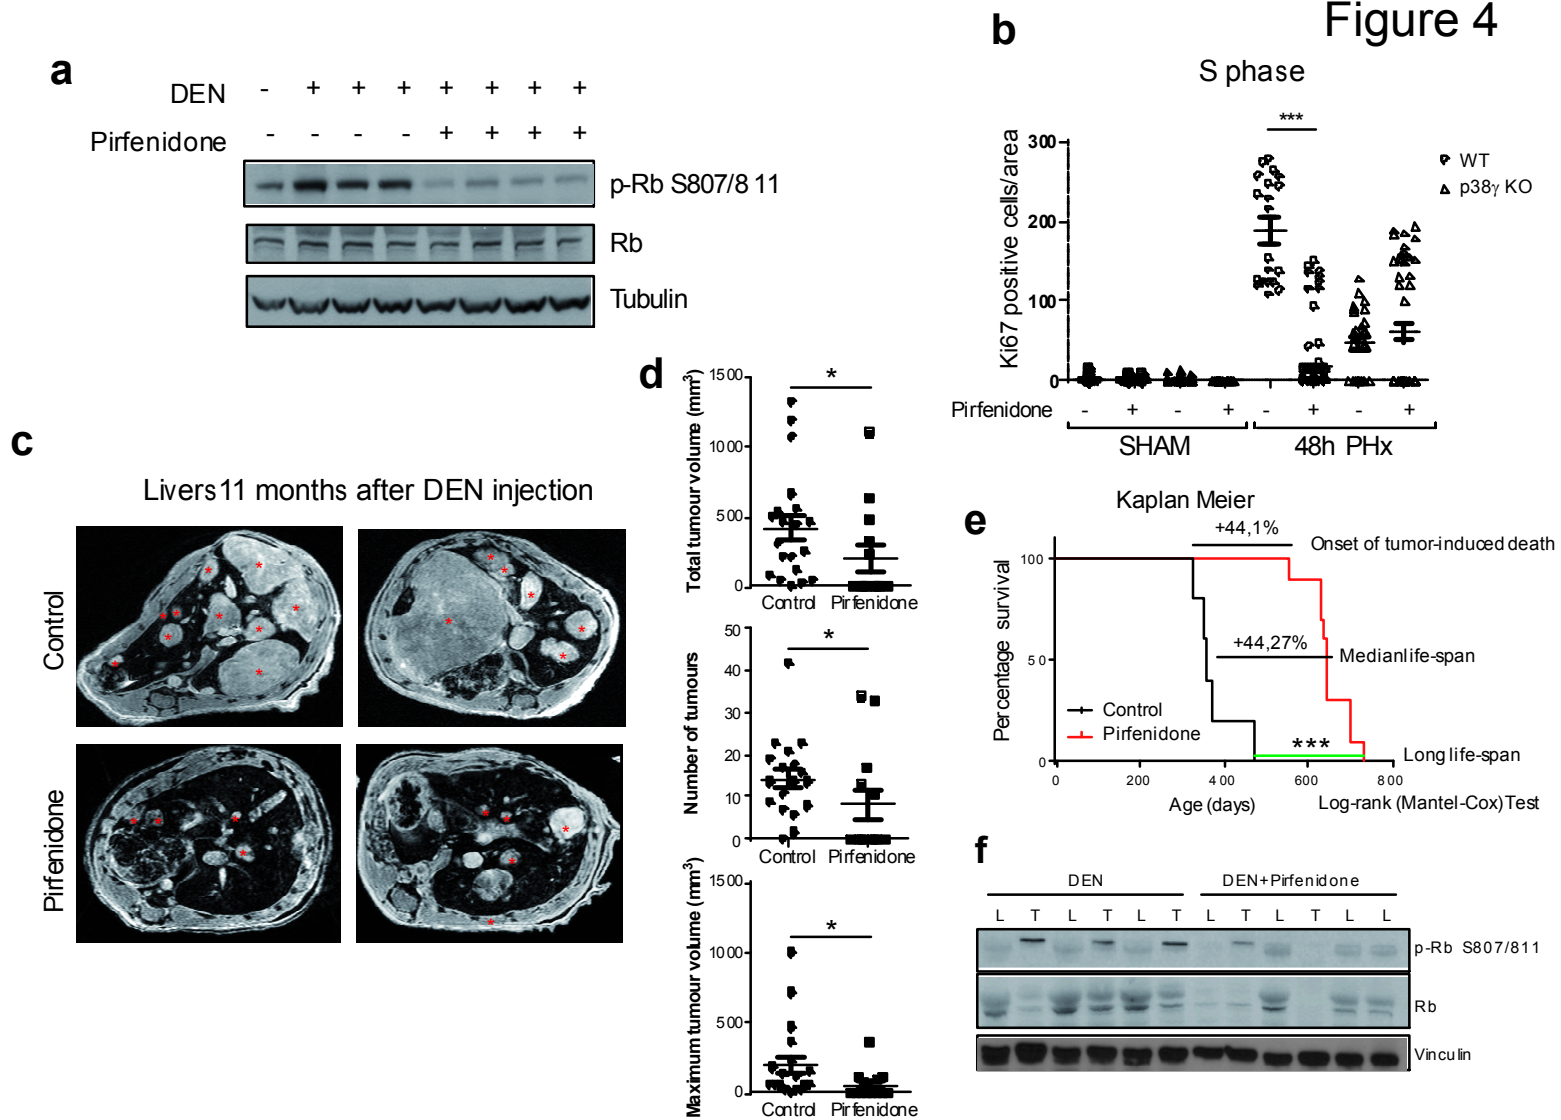 Figure 4
a
DEN - + + + + + + +
Pirfenidone - - - - + + + +
p-Rb S807/8 11
Rb
Tubulin
b
S phase
Ki67 positive cells/area
300
200
100
0
***
WT
p38γ KO
Pirfenidone - + - + - + - +
SHAM 48h PHx
c
Livers11 months after DEN injection
Control
Pirfenidone
d
Total tumour volume (mm³)
1500
1000
500
0
*
Control Pirfenidone
Number of tumours
50
40
30
20
10
0
*
Control Pirfenidone
Maximum tumour volume (mm³)
1500
1000
500
0
*
Control Pirfenidone
e
Kaplan Meier
+44,1%
Onset of tumor-induced death
+44,27%
Medianlife-span
Percentage survival
100
50
0
Control
Pirfenidone
***
Long life-span
0 200 400 600 800
Age (days)
Log-rank (Mantel-Cox) Test
f
DEN DEN+Pirfenidone
L T L T L T L T L T L L
p-Rb S807/811
Rb
Vinculin